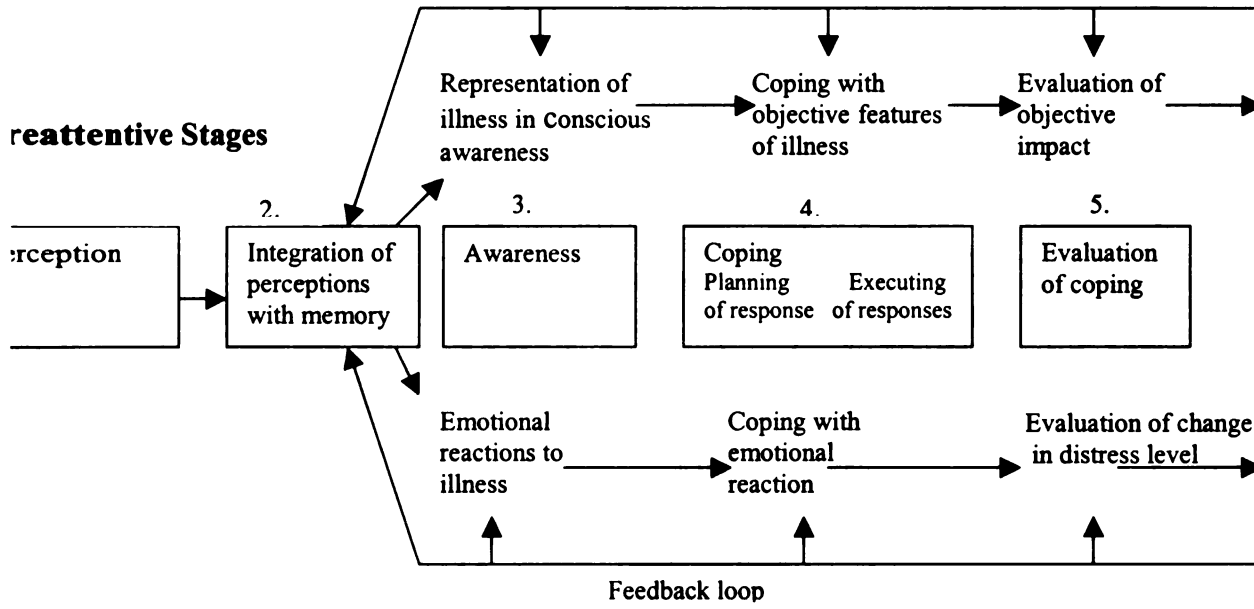 Representation of
illness in Conscious
awareness
Coping with
objective features
of illness
Evaluation of
objective
impact
reattentive Stages
2.
3.
4.
5.
erception
Integration of
perceptions
with memory
Awareness
Coping
Planning Executing
of response of responses
Evaluation
of coping
Emotional
reactions to
illness
Coping with
emotional
reaction
Evaluation of change
in distress level
Feedback loop